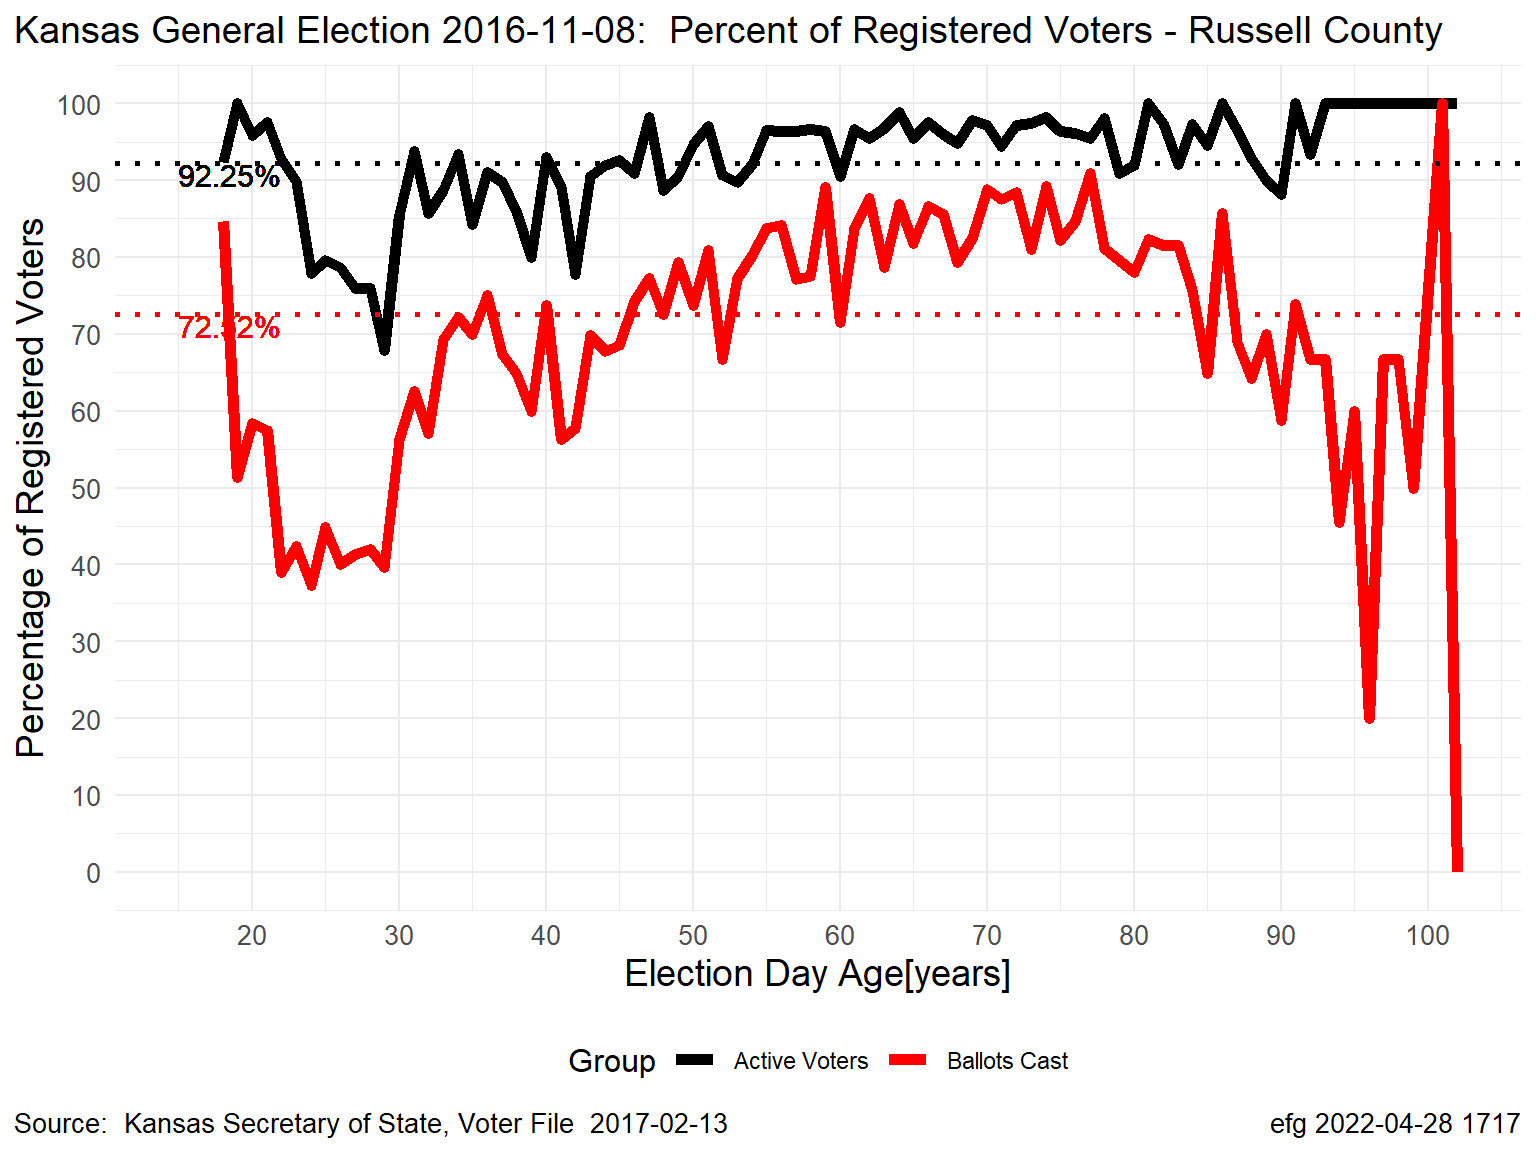 Kansas General Election 2016-11-08:  Percent of Registered Voters - Russell County
Percentage of Registered Voters
100
90
80
70
60
50
40
30
20
10
0
92.25%
72.52%
20 30 40 50 60 70 80 90 100
Election Day Age[years]
Group Active Voters Ballots Cast
Source:  Kansas Secretary of State, Voter File  2017-02-13
efg 2022-04-28 1717